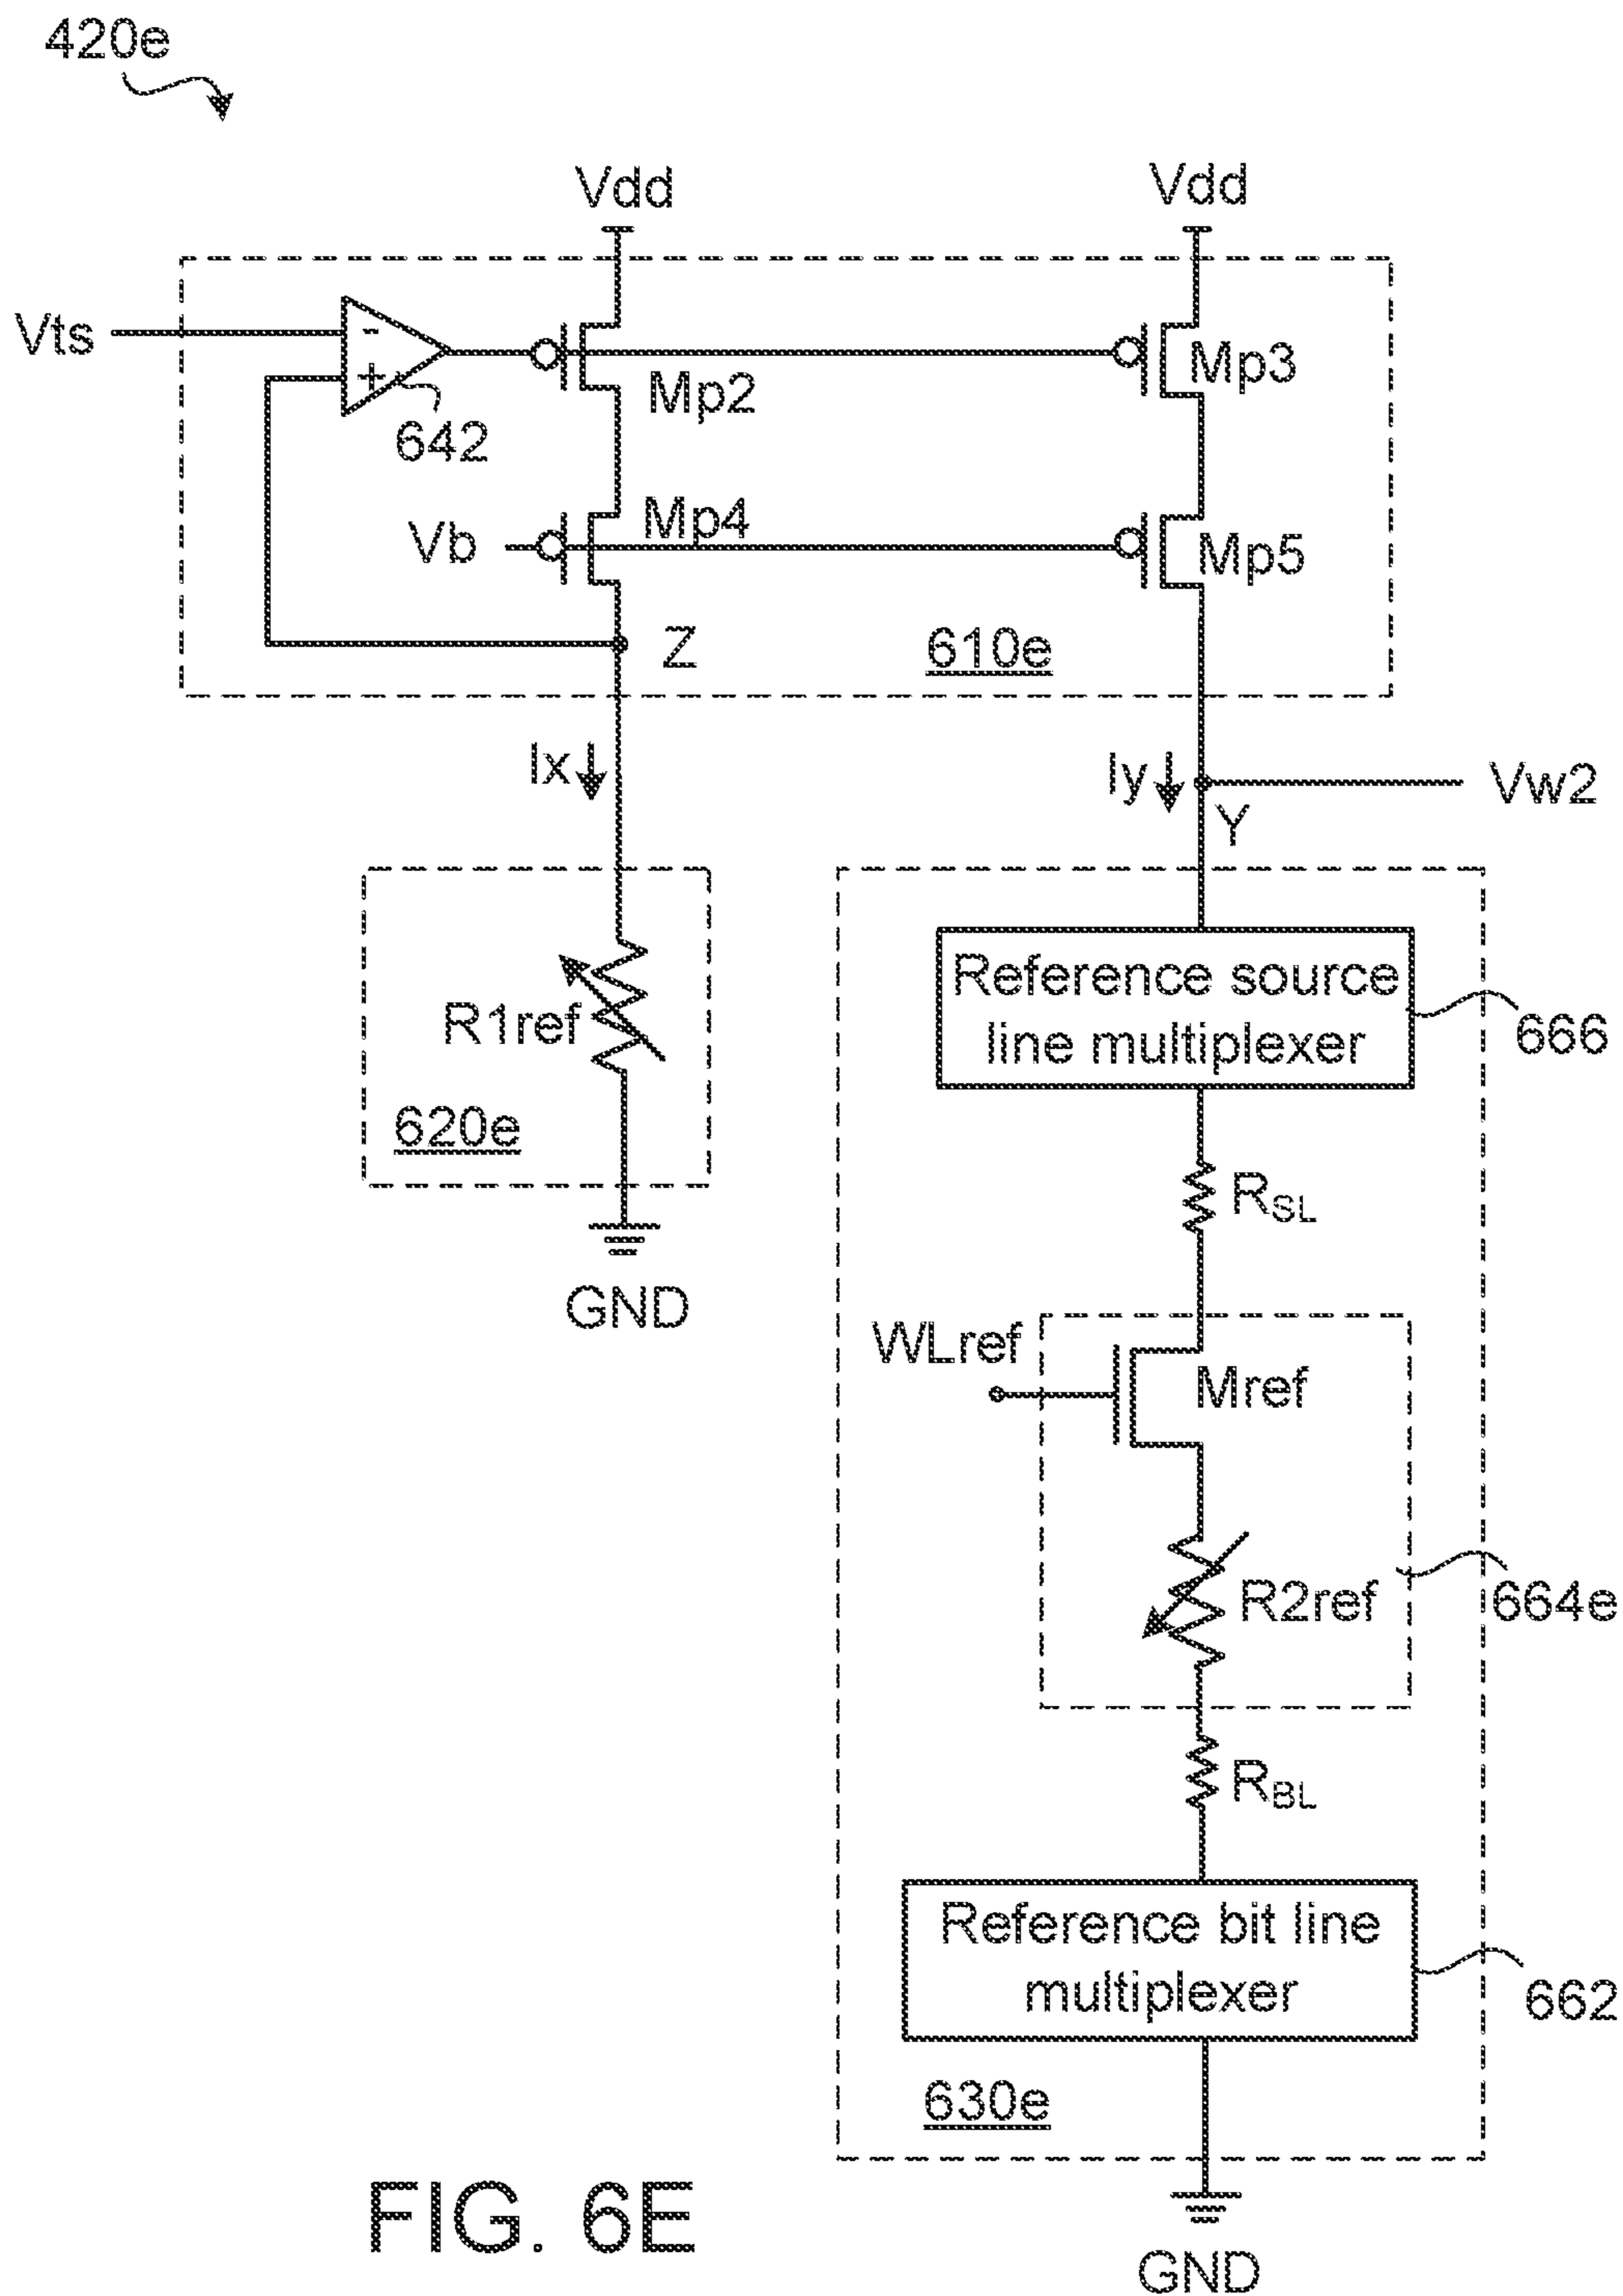 420e
Vdd
Vdd
Vts
-
+
642
Mp2
Mp3
Vb
Mp4
Mp5
Z
610e
Ix
Iy
Vw2
Y
R1ref
620e
GND
Reference source
line multiplexer
666
RSL
WLref
Mref
R2ref
664e
RBL
Reference bit line
multiplexer
662
630e
GND
FIG. 6E